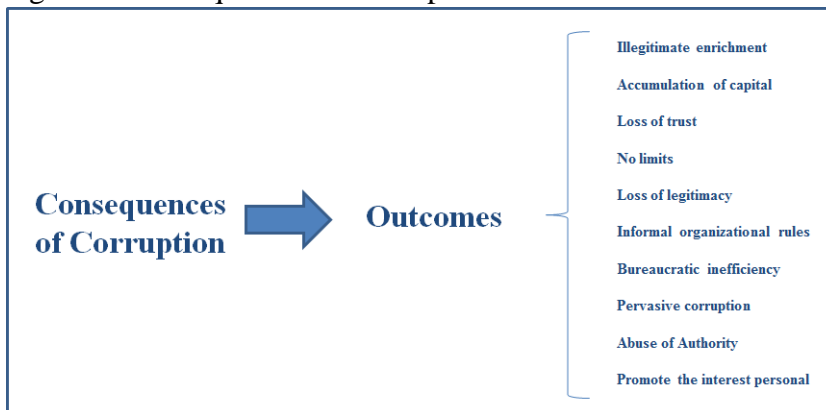 Illegitimate enrichment
Accumulation of capital
Loss of trust
No limits
Consequences
of Corruption
Outcomes
Loss of legitimacy
Informal organizational rules
Bureaucratic inefficiency
Pervasive corruption
Abuse of Authority
Promote the interest personal